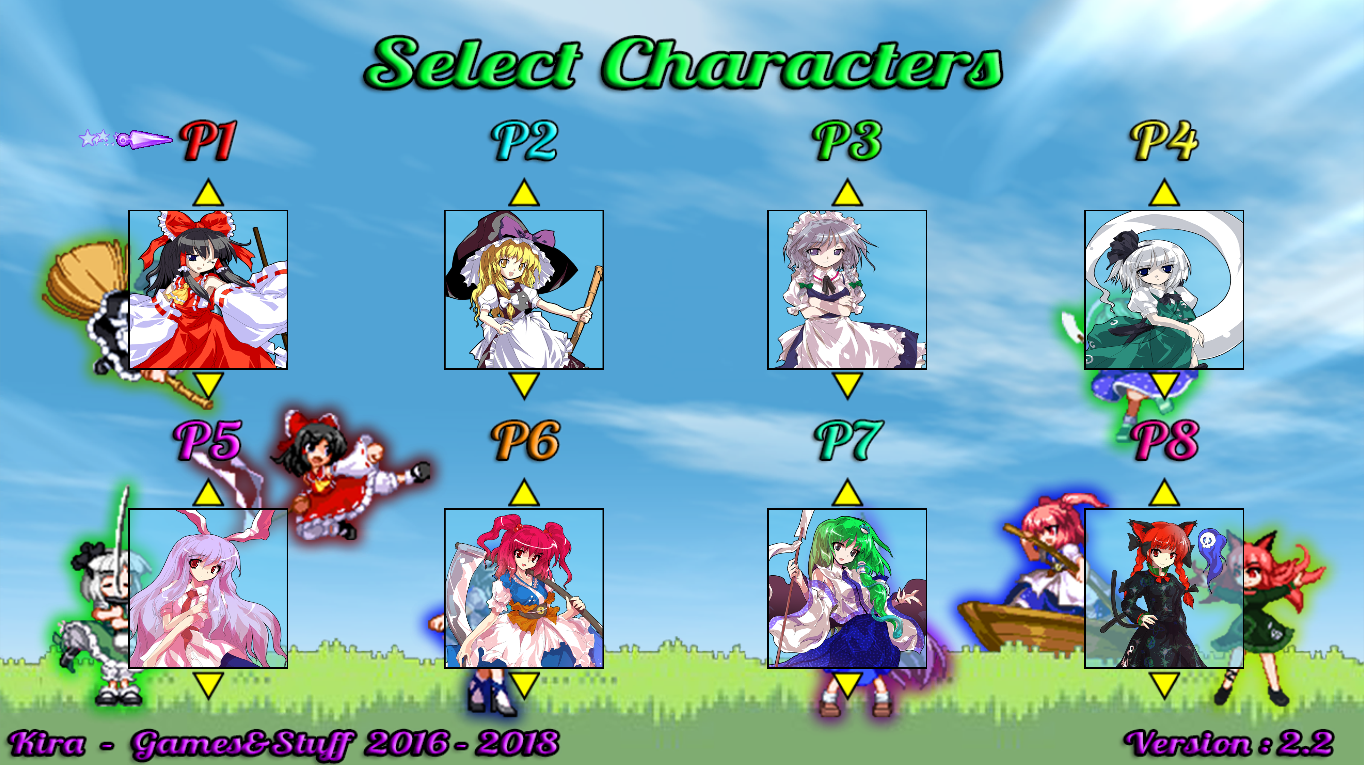 Select Characters
P1
P2
P3
P4
P5
P6
P7
P8
Kira - Games&Stuff 2016 - 2018
Version : 2.2